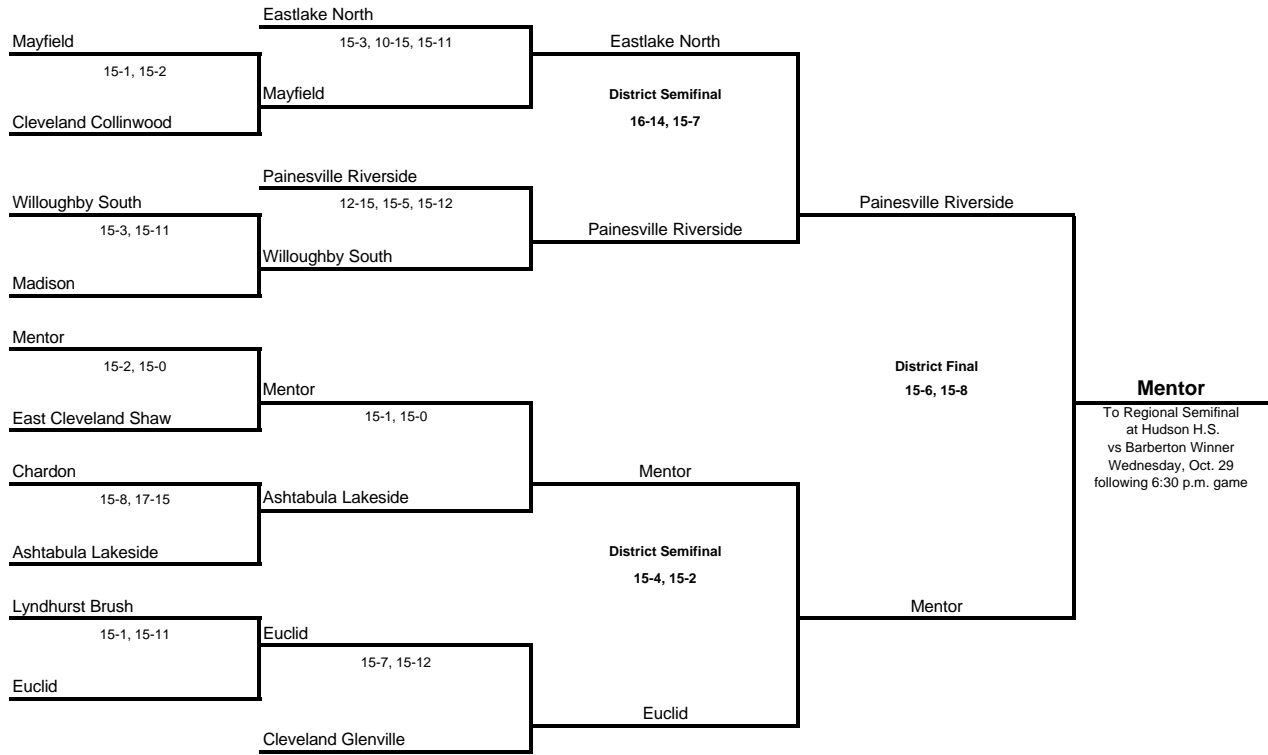 Eastlake North
Mayfield
15-3, 10-15, 15-11
Eastlake North
15-1, 15-2
Mayfield
District Semifinal
Cleveland Collinwood
16-14, 15-7
Painesville Riverside
Willoughby South
12-15, 15-5, 15-12
Painesville Riverside
15-3, 15-11
Painesville Riverside
Willoughby South
Madison
Mentor
15-2, 15-0
District Final
Mentor
15-6, 15-8
Mentor
East Cleveland Shaw
15-1, 15-0
To Regional Semifinal
at Hudson H.S.
vs Barberton Winner
Wednesday, Oct. 29
following 6:30 p.m. game
Chardon
Mentor
15-8, 17-15
Ashtabula Lakeside
Ashtabula Lakeside
District Semifinal
15-4, 15-2
Lyndhurst Brush
Mentor
15-1, 15-11
Euclid
15-7, 15-12
Euclid
Euclid
Cleveland Glenville